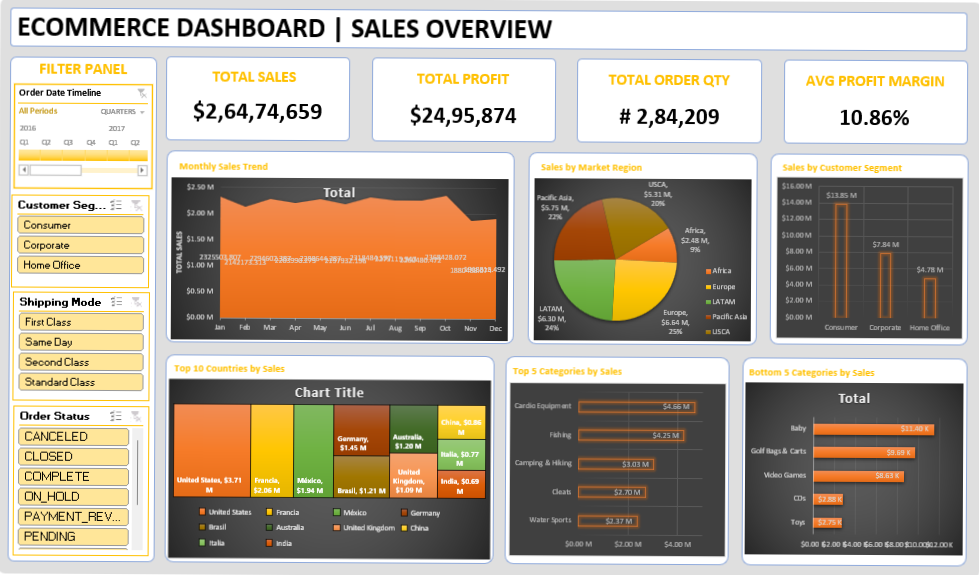 ECOMMERCE DASHBOARD | SALES OVERVIEW
FILTER PANEL
Order Date Timeline
All Periods QUARTERS
2016 2017
Q1 Q2 Q3 Q4 Q1 Q2
Customer Seg...
Consumer
Corporate
Home Office
Shipping Mode
First Class
Same Day
Second Class
Standard Class
Order Status
CANCELED
CLOSED
COMPLETE
ON_HOLD
PAYMENT_REV...
PENDING
TOTAL SALES
$2,64,74,659
TOTAL PROFIT
$24,95,874
TOTAL ORDER QTY
# 2,84,209
AVG PROFIT MARGIN
10.86%
Monthly Sales Trend
Total
TOTAL SALES
$2.50 M
$2.00 M
$1.50 M
$1.00 M
$0.50 M
$0.00 M
Jan Feb Mar Apr May Jun Jul Aug Sep Oct Nov Dec
Sales by Market Region
USCA,
$5.31 M,
20%
Pacific Asia,
$5.75 M,
22%
Africa,
$2.48 M,
9%
LATAM,
$6.30 M,
24%
Europe,
$6.64 M,
25%
Africa
Europe
LATAM
Pacific Asia
USCA
Sales by Customer Segment
$16.00 M
$14.00 M
$12.00 M
$10.00 M
$8.00 M
$6.00 M
$4.00 M
$2.00 M
$0.00 M
$13.85 M
$7.84 M
$4.78 M
Consumer Corporate Home Office
Top 10 Countries by Sales
Chart Title
United States, $3.71
M
Francia,
$2.06 M
México,
$1.94 M
Germany,
$1.45 M
Brasil, $1.21 M
Australia,
$1.20 M
United
Kingdom,
$1.09 M
China, $0.86
M
Italia, $0.77
M
India, $0.69
M
United States Francia México Germany
Brasil Australia United Kingdom China
Italia India
Top 5 Categories by Sales
Cardio Equipment $4.66 M
Fishing $4.25 M
Camping & Hiking $3.03 M
Cleats $2.70 M
Water Sports $2.37 M
$0.00 M $2.00 M $4.00 M
Bottom 5 Categories by Sales
Total
Baby $11.40 K
Golf Bags & Carts $9.69 K
Video Games $8.63 K
CDs $2.88 K
Toys $2.75 K
$0.00 K $2.00 K $4.00 K $6.00 K $8.00 K $10.00 K $12.00 K